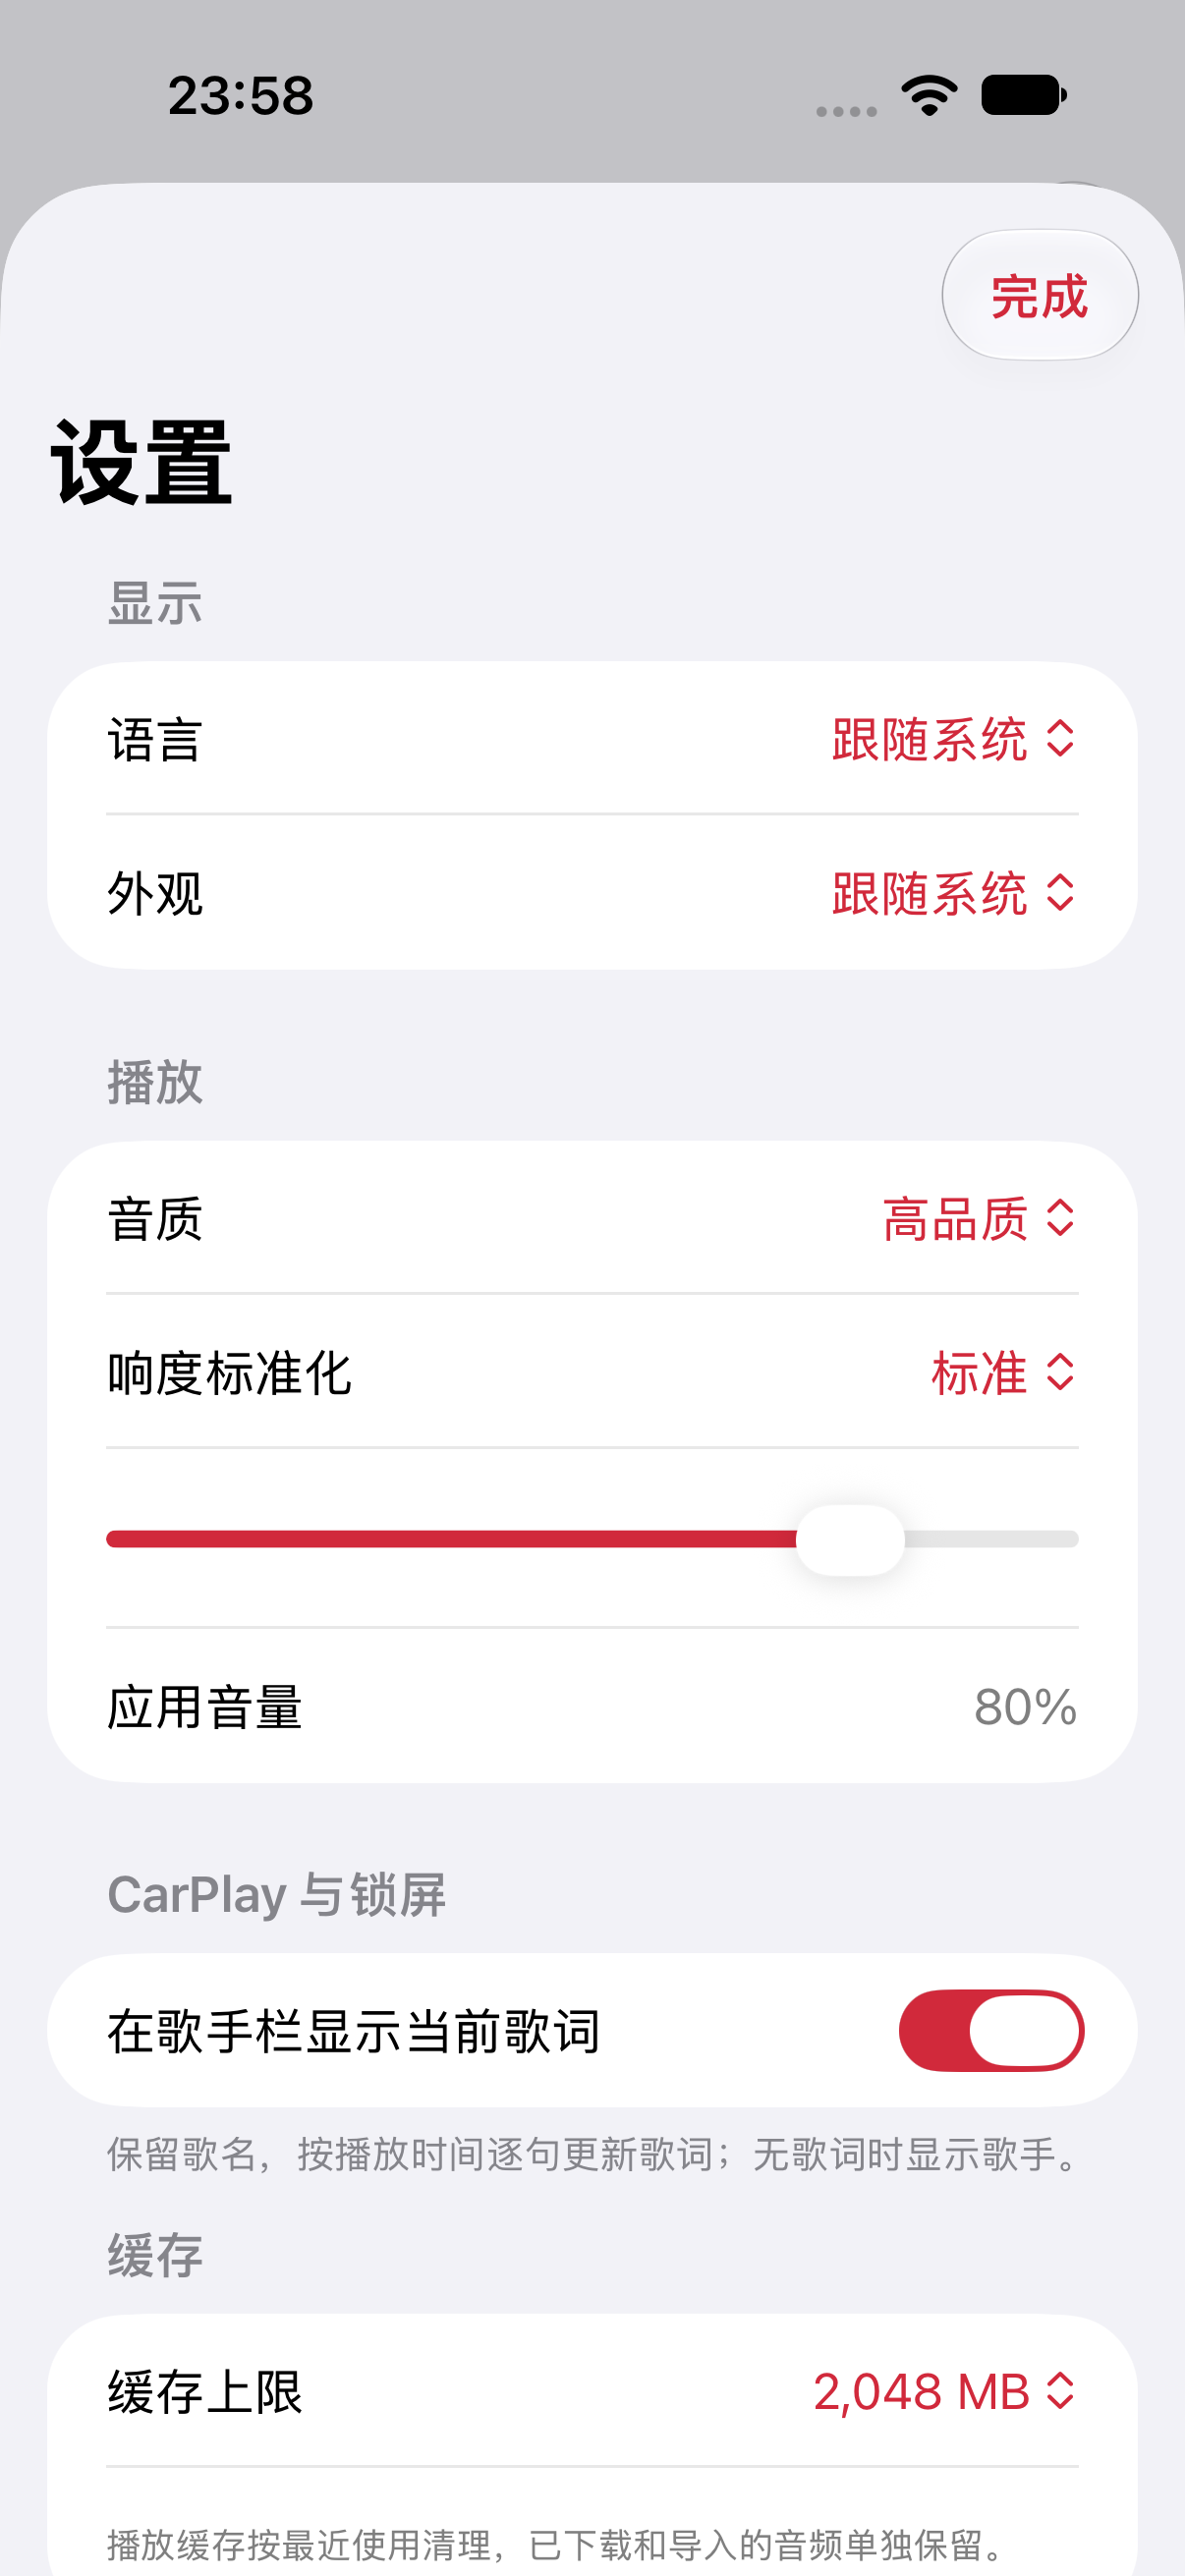 23:58
完成
设置
显示
语言 跟随系统
外观 跟随系统
播放
音质 高品质
响度标准化 标准
应用音量 80%
CarPlay 与锁屏
在歌手栏显示当前歌词
保留歌名，按播放时间逐句更新歌词；无歌词时显示歌手。
缓存
缓存上限 2,048 MB
播放缓存按最近使用清理，已下载和导入的音频单独保留。